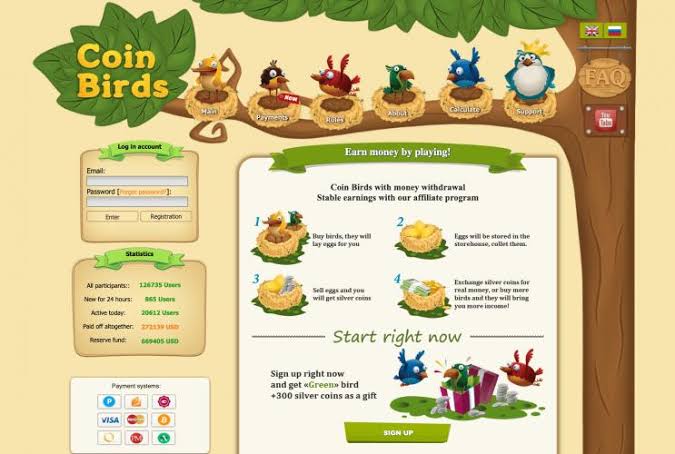 Coin
Birds
Main
Payments
NOW
Rules
About
Calculate
Support
FAQ
You
Tube
Log in account
Email:
Password [Forgot password?]:
Enter
Registration
Statistics
All participants:: 126735 Users
New for 24 hours: 865 Users
Active today: 20612 Users
Paid off altogether: 272139 USD
Reserve fund: 669405 USD
Payment systems:
VISA
Earn money by playing!
Coin Birds with money withdrawal
Stable earnings with our affiliate program
1
Buy birds, they will
lay eggs for you
2
Eggs will be stored in the
storehouse, collet them.
3
Sell eggs and you
will get silver coins
4
Exchange silver coins for
real money, or buy more
birds and they will bring
you more income!
Start right now
Sign up right now
and get «Green» bird
+300 silver coins as a gift
SIGN UP